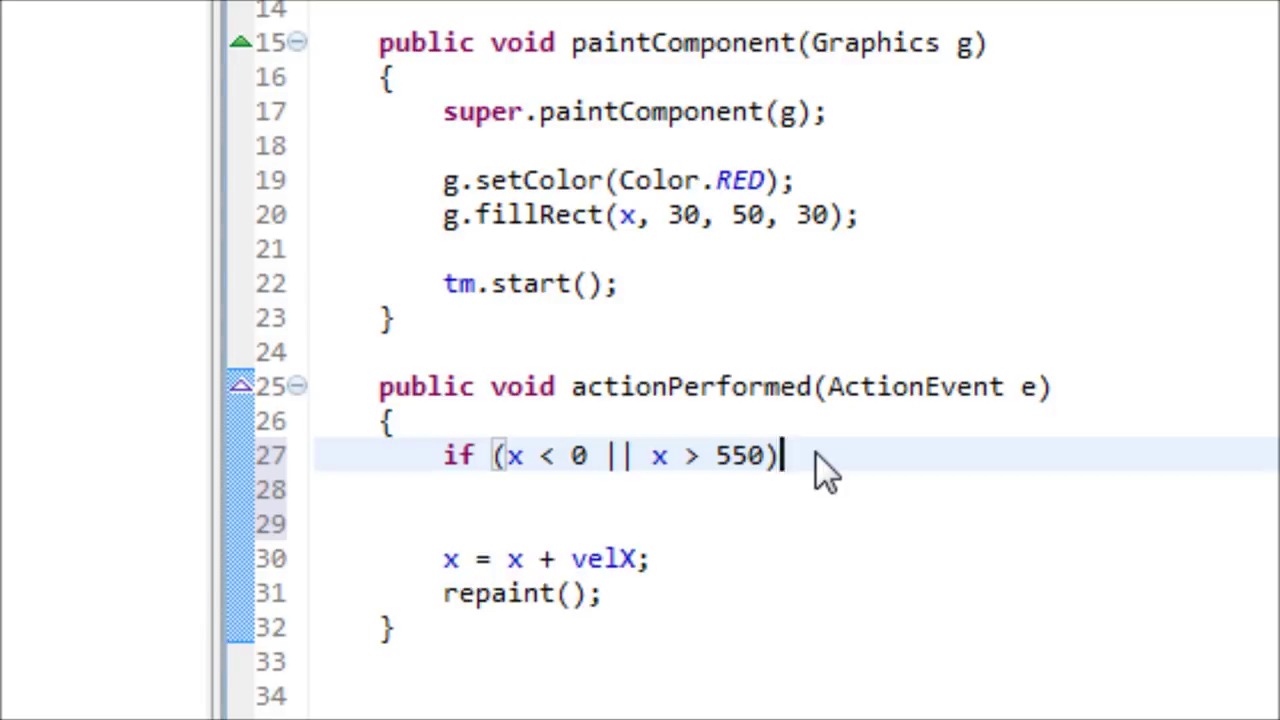 14
15 public void paintComponent(Graphics g)
16 {
17 super.paintComponent(g);
18
19 g.setColor(Color.RED);
20 g.fillRect(x, 30, 50, 30);
21
22 tm.start();
23 }
24
25 public void actionPerformed(ActionEvent e)
26 {
27 if (x < 0 || x > 550)
28
29
30 x = x + velX;
31 repaint();
32 }
33
34